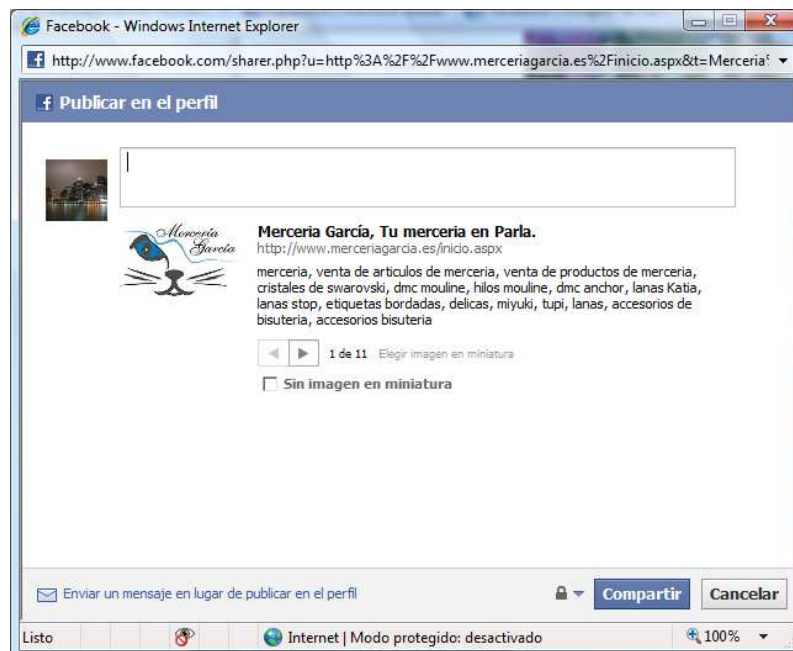 Facebook - Windows Internet Explorer
http://www.facebook.com/sharer.php?u=http%3A%2F%2Fwww.merceriagarcia.es%2Finicio.aspx&t=Merceria%
Publicar en el perfil
Mercería
García
Merceria García, Tu merceria en Parla.
http://www.merceriagarcia.es/inicio.aspx
merceria, venta de articulos de merceria, venta de productos de merceria,
cristales de swarovski, dmc mouline, hilos mouline, dmc anchor, lanas Katia,
lanas stop, etiquetas bordadas, delicas, miyuki, tupi, lanas, accesorios de
bisuteria, accesorios bisuteria
1 de 11 Elegir imagen en miniatura
Sin imagen en miniatura
Enviar un mensaje en lugar de publicar en el perfil
Compartir
Cancelar
Listo
Internet | Modo protegido: desactivado
100%